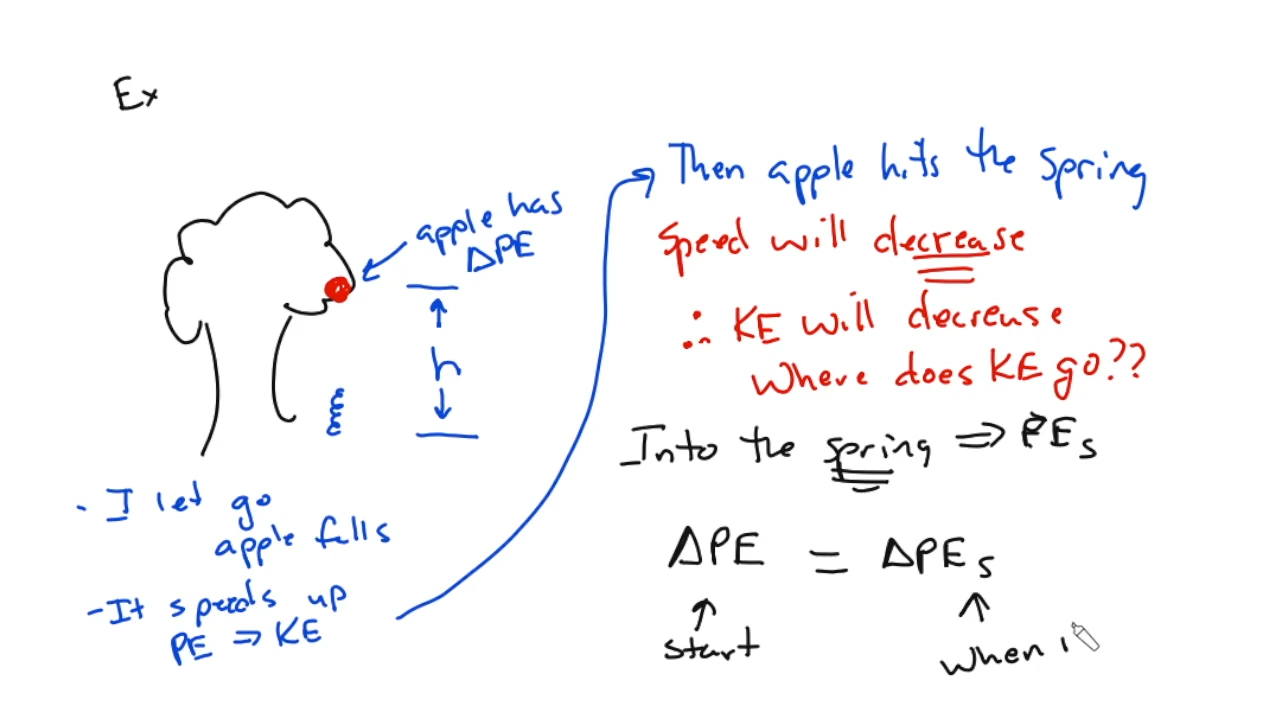 Ex
apple has
ΔPE
h
- I let go
apple falls
- It speeds up
PE ⇒ KE
Then apple hits the spring
Speed will decrease
∴ KE will decrease
Where does KE go??
Into the spring ⇒ PEs
ΔPE = ΔPEs
start
when i